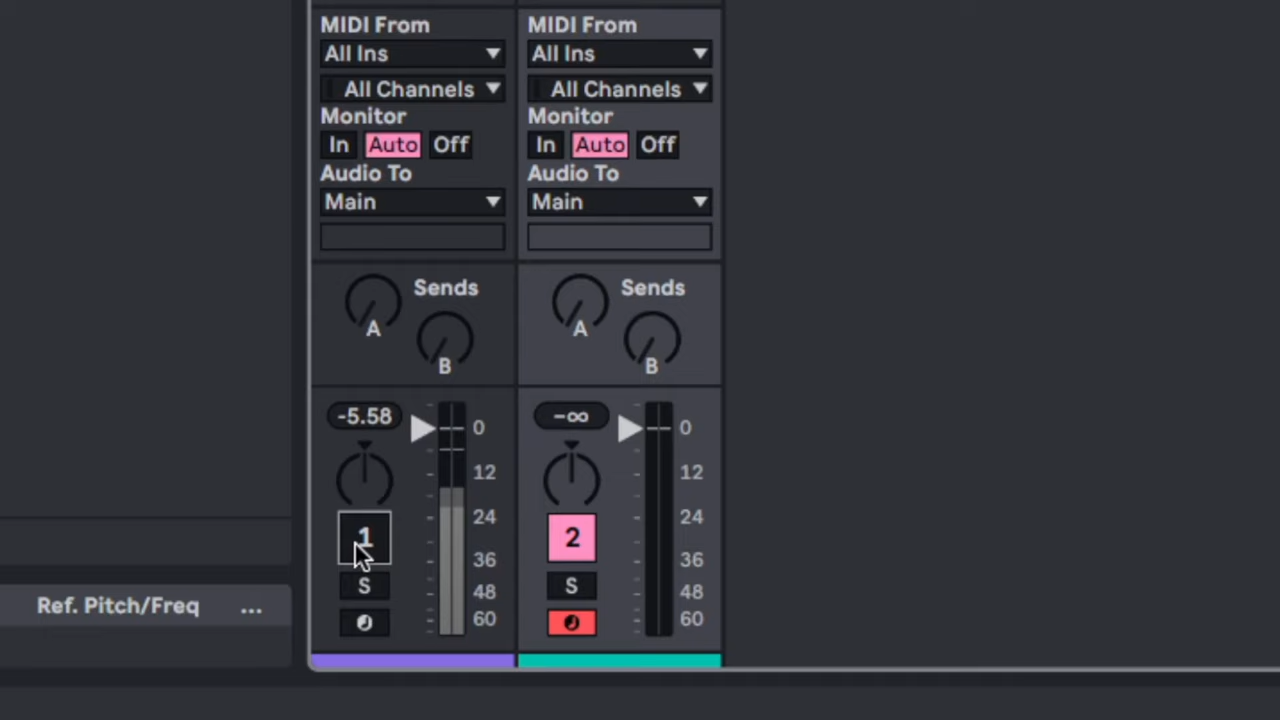 MIDI From
MIDI From
All Ins
All Ins
All Channels
All Channels
Monitor
Monitor
In Auto Off
In Auto Off
Audio To
Audio To
Main
Main
Sends
Sends
A
A
B
B
-5.58
-∞
0
0
12
12
1
2
24
24
36
36
S
S
48
48
60
60
Ref. Pitch/Freq ...